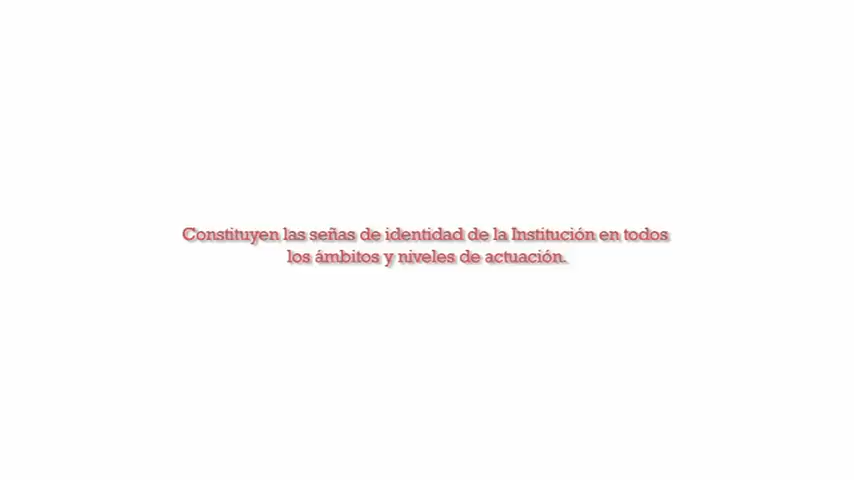 Constituyen las señas de identidad de la Institución en todos
los ámbitos y niveles de actuación.